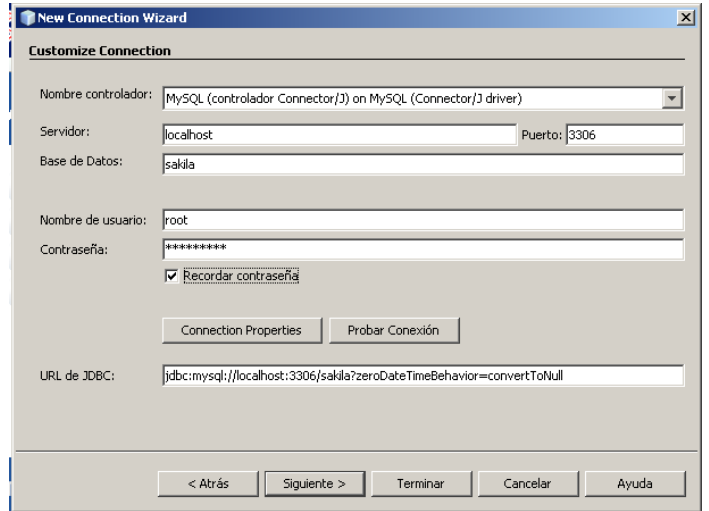 New Connection Wizard
Customize Connection
Nombre controlador: MySQL (controlador Connector/J) on MySQL (Connector/J driver)
Servidor: localhost Puerto: 3306
Base de Datos: sakila
Nombre de usuario: root
Contraseña: *********
Recordar contraseña
Connection Properties Probar Conexión
URL de JDBC: jdbc:mysql://localhost:3306/sakila?zeroDateTimeBehavior=convertToNull
< Atrás Siguiente > Terminar Cancelar Ayuda